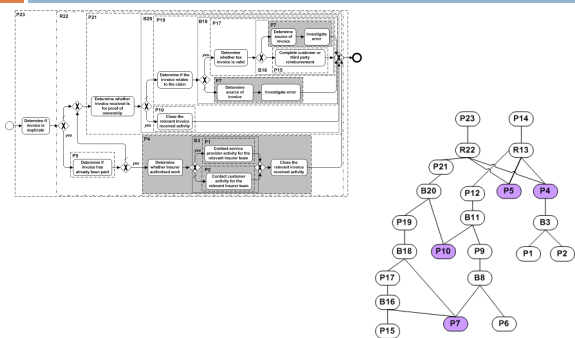 P23
R22
P21
B20
P19
B18
P17
P7
Determine
source of
invoice
Investigate
error
Determine
whether tax
invoice is valid
yes
Complete customer or
third party
reimbursement
B16
P15
Determine if the
invoice relates
to the claim
yes
P7
Determine
source of
invoice
Investigate error
Determine whether
invoice received is
for proof of
ownership
P10
Close the
relevant invoice
received activity
yes
Determine if
invoice is
duplicate
yes
P5
Determine if
invoice has
already been paid
yes
P4
Determine
whether Insurer
authorised work
B3
P1
yes
Contact service
provider activity for the
relevant Insurer team
P2
Contact customer
activity for the
relevant Insurer team
Close the
relevant invoice
received activity
P23
P14
R22
R13
P21
B20
P12
P5
P4
P19
B11
B3
B18
P10
P9
P1
P2
P17
B8
B16
P15
P7
P6